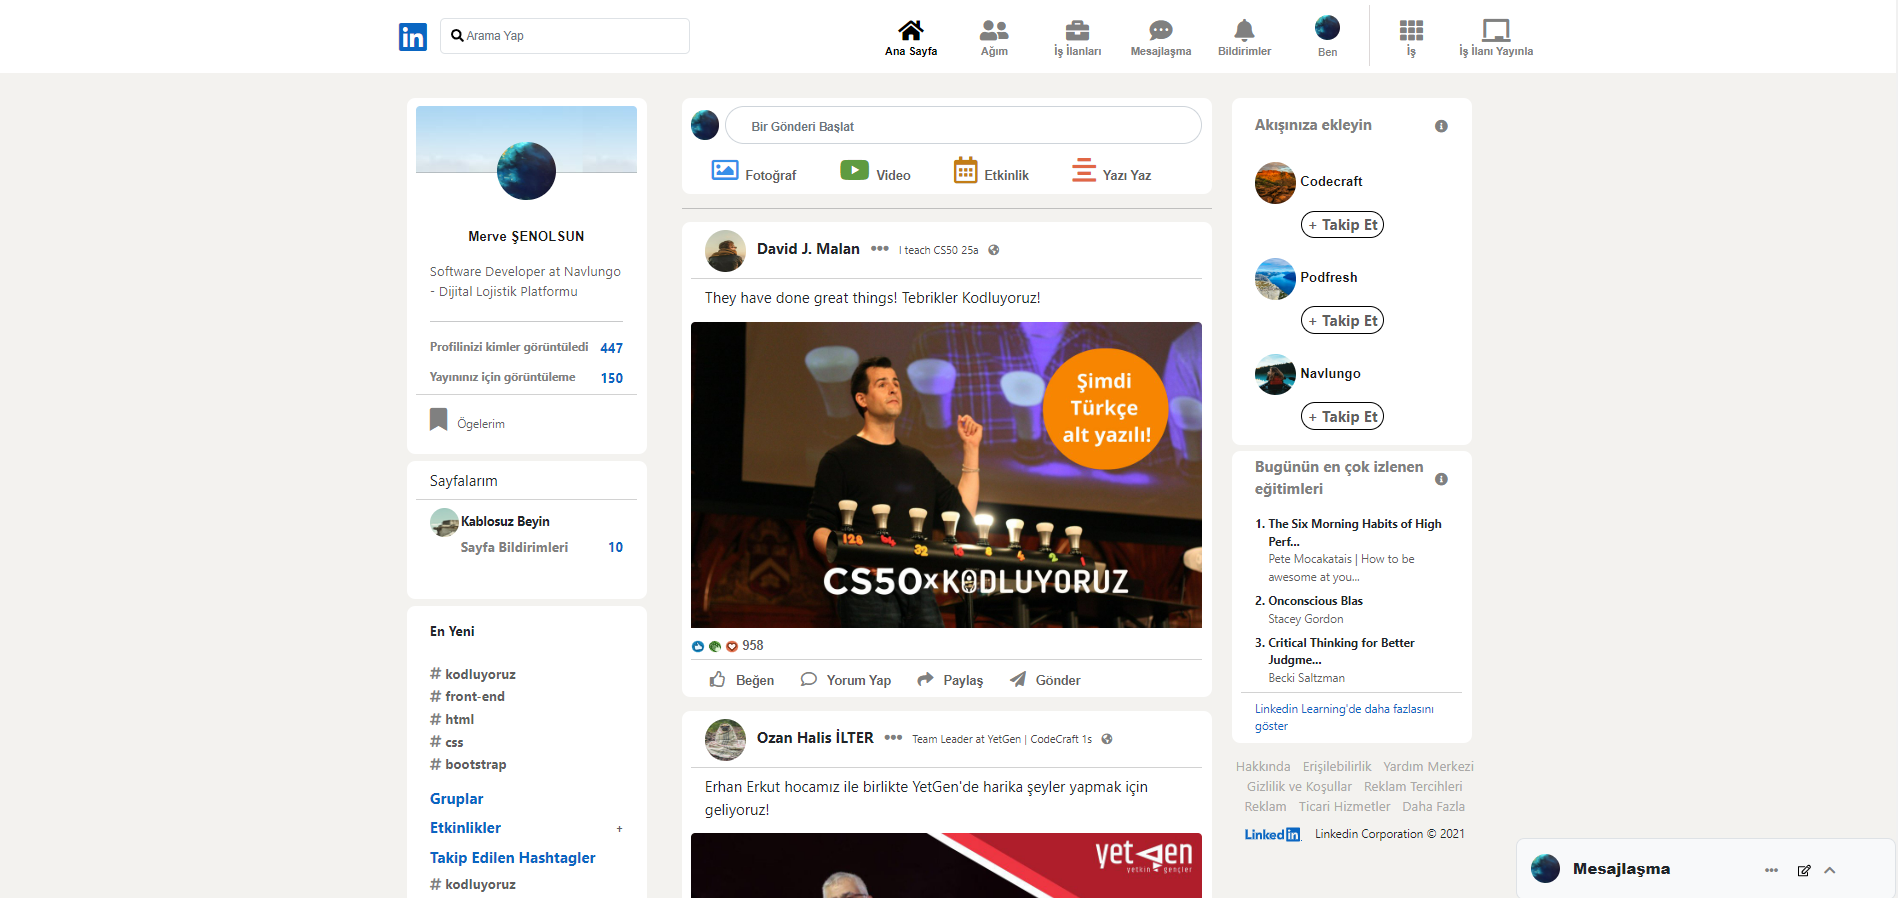 in
Arama Yap
Ana Sayfa
Ağım
İş İlanları
Mesajlaşma
Bildirimler
Ben
İş
İş İlanı Yayınla
Merve ŞENOLSUN
Software Developer at Navlungo
- Dijital Lojistik Platformu
Profilinizi kimler görüntüledi 447
Yayınınız için görüntüleme 150
Ögelerim
Sayfalarım
Kablosuz Beyin
Sayfa Bildirimleri 10
En Yeni
# kodluyoruz
# front-end
# html
# css
# bootstrap
Gruplar
Etkinlikler +
Takip Edilen Hashtagler
# kodluyoruz
Bir Gönderi Başlat
Fotoğraf
Video
Etkinlik
Yazı Yaz
David J. Malan ••• I teach CS50 25a
They have done great things! Tebrikler Kodluyoruz!
Şimdi
Türkçe
alt yazılı!
128 64 32 16 8 4 2 1
CS50xKODLUYORUZ
958
Beğen
Yorum Yap
Paylaş
Gönder
Ozan Halis İLTER ••• Team Leader at YetGen | CodeCraft 1s
Erhan Erkut hocamız ile birlikte YetGen'de harika şeyler yapmak için
geliyoruz!
yetgen
yetkin gençler
Akışınıza ekleyin
Codecraft
+ Takip Et
Podfresh
+ Takip Et
Navlungo
+ Takip Et
Bugünün en çok izlenen
eğitimleri
1. The Six Morning Habits of High
Perf...
Pete Mocakatais | How to be
awesome at you...
2. Onconscious Blas
Stacey Gordon
3. Critical Thinking for Better
Judgme...
Becki Saltzman
Linkedin Learning'de daha fazlasını
göster
Hakkında Erişilebilirlik Yardım Merkezi
Gizlilik ve Koşullar Reklam Tercihleri
Reklam Ticari Hizmetler Daha Fazla
Linkedin Linkedin Corporation © 2021
Mesajlaşma •••